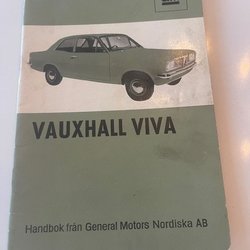 VAUXHALL VIVA
Handbok från General Motors Nordiska AB